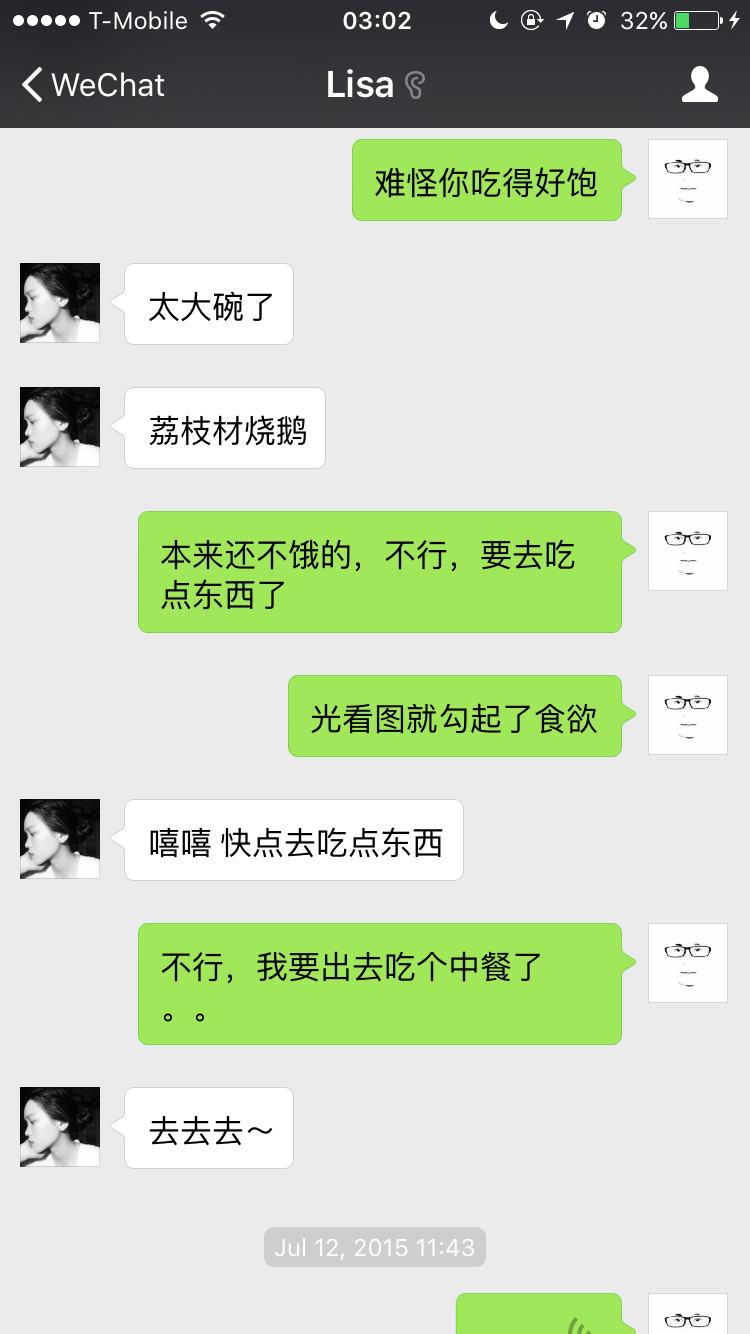 T-Mobile 03:02 32%
WeChat Lisa
难怪你吃得好饱
太大碗了
荔枝材烧鹅
本来还不饿的，不行，要去吃
点东西了
光看图就勾起了食欲
嘻嘻 快点去吃点东西
不行，我要出去吃个中餐了
。。
去去去～
Jul 12, 2015 11:43